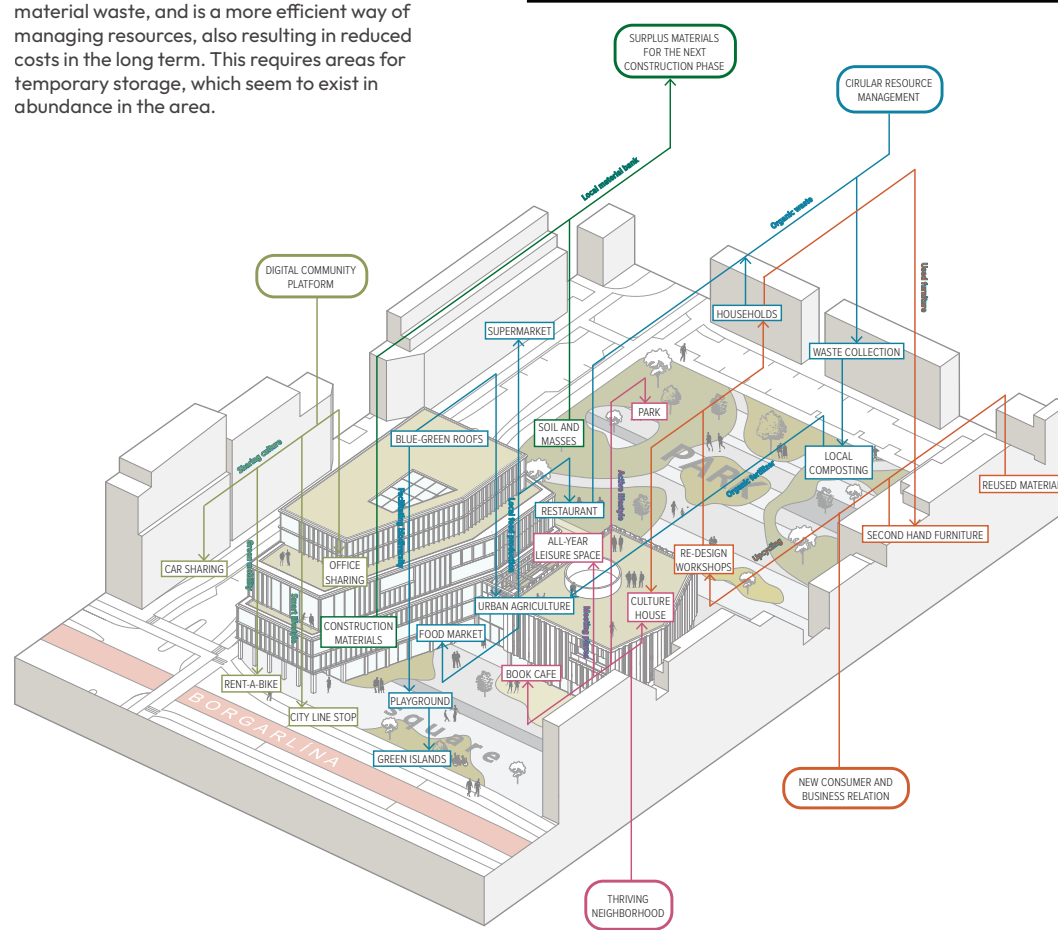 material waste, and is a more efficient way of
managing resources, also resulting in reduced
costs in the long term. This requires areas for
temporary storage, which seem to exist in
abundance in the area.
SURPLUS MATERIALS
FOR THE NEXT
CONSTRUCTION PHASE
CIRULAR RESOURCE
MANAGEMENT
Local material bank
Organic waste
DIGITAL COMMUNITY
PLATFORM
Used furniture
HOUSEHOLDS
SUPERMARKET
WASTE COLLECTION
PARK
BLUE-GREEN ROOFS
SOIL AND
MASSES
Sharing culture
PARK
LOCAL
COMPOSTING
Organic fertilizer
REUSED MATERIA
Active lifestyle
RESTAURANT
SECOND HAND FURNITURE
ALL-YEAR
LEISURE SPACE
RE-DESIGN
WORKSHOPS
Upcycling
CAR SHARING
OFFICE
SHARING
URBAN AGRICULTURE
CULTURE
HOUSE
CONSTRUCTION
MATERIALS
FOOD MARKET
BOOK CAFE
RENT-A-BIKE
PLAYGROUND
CITY LINE STOP
square
BORGARLÍNA
GREEN ISLANDS
NEW CONSUMER AND
BUSINESS RELATION
THRIVING
NEIGHBORHOOD